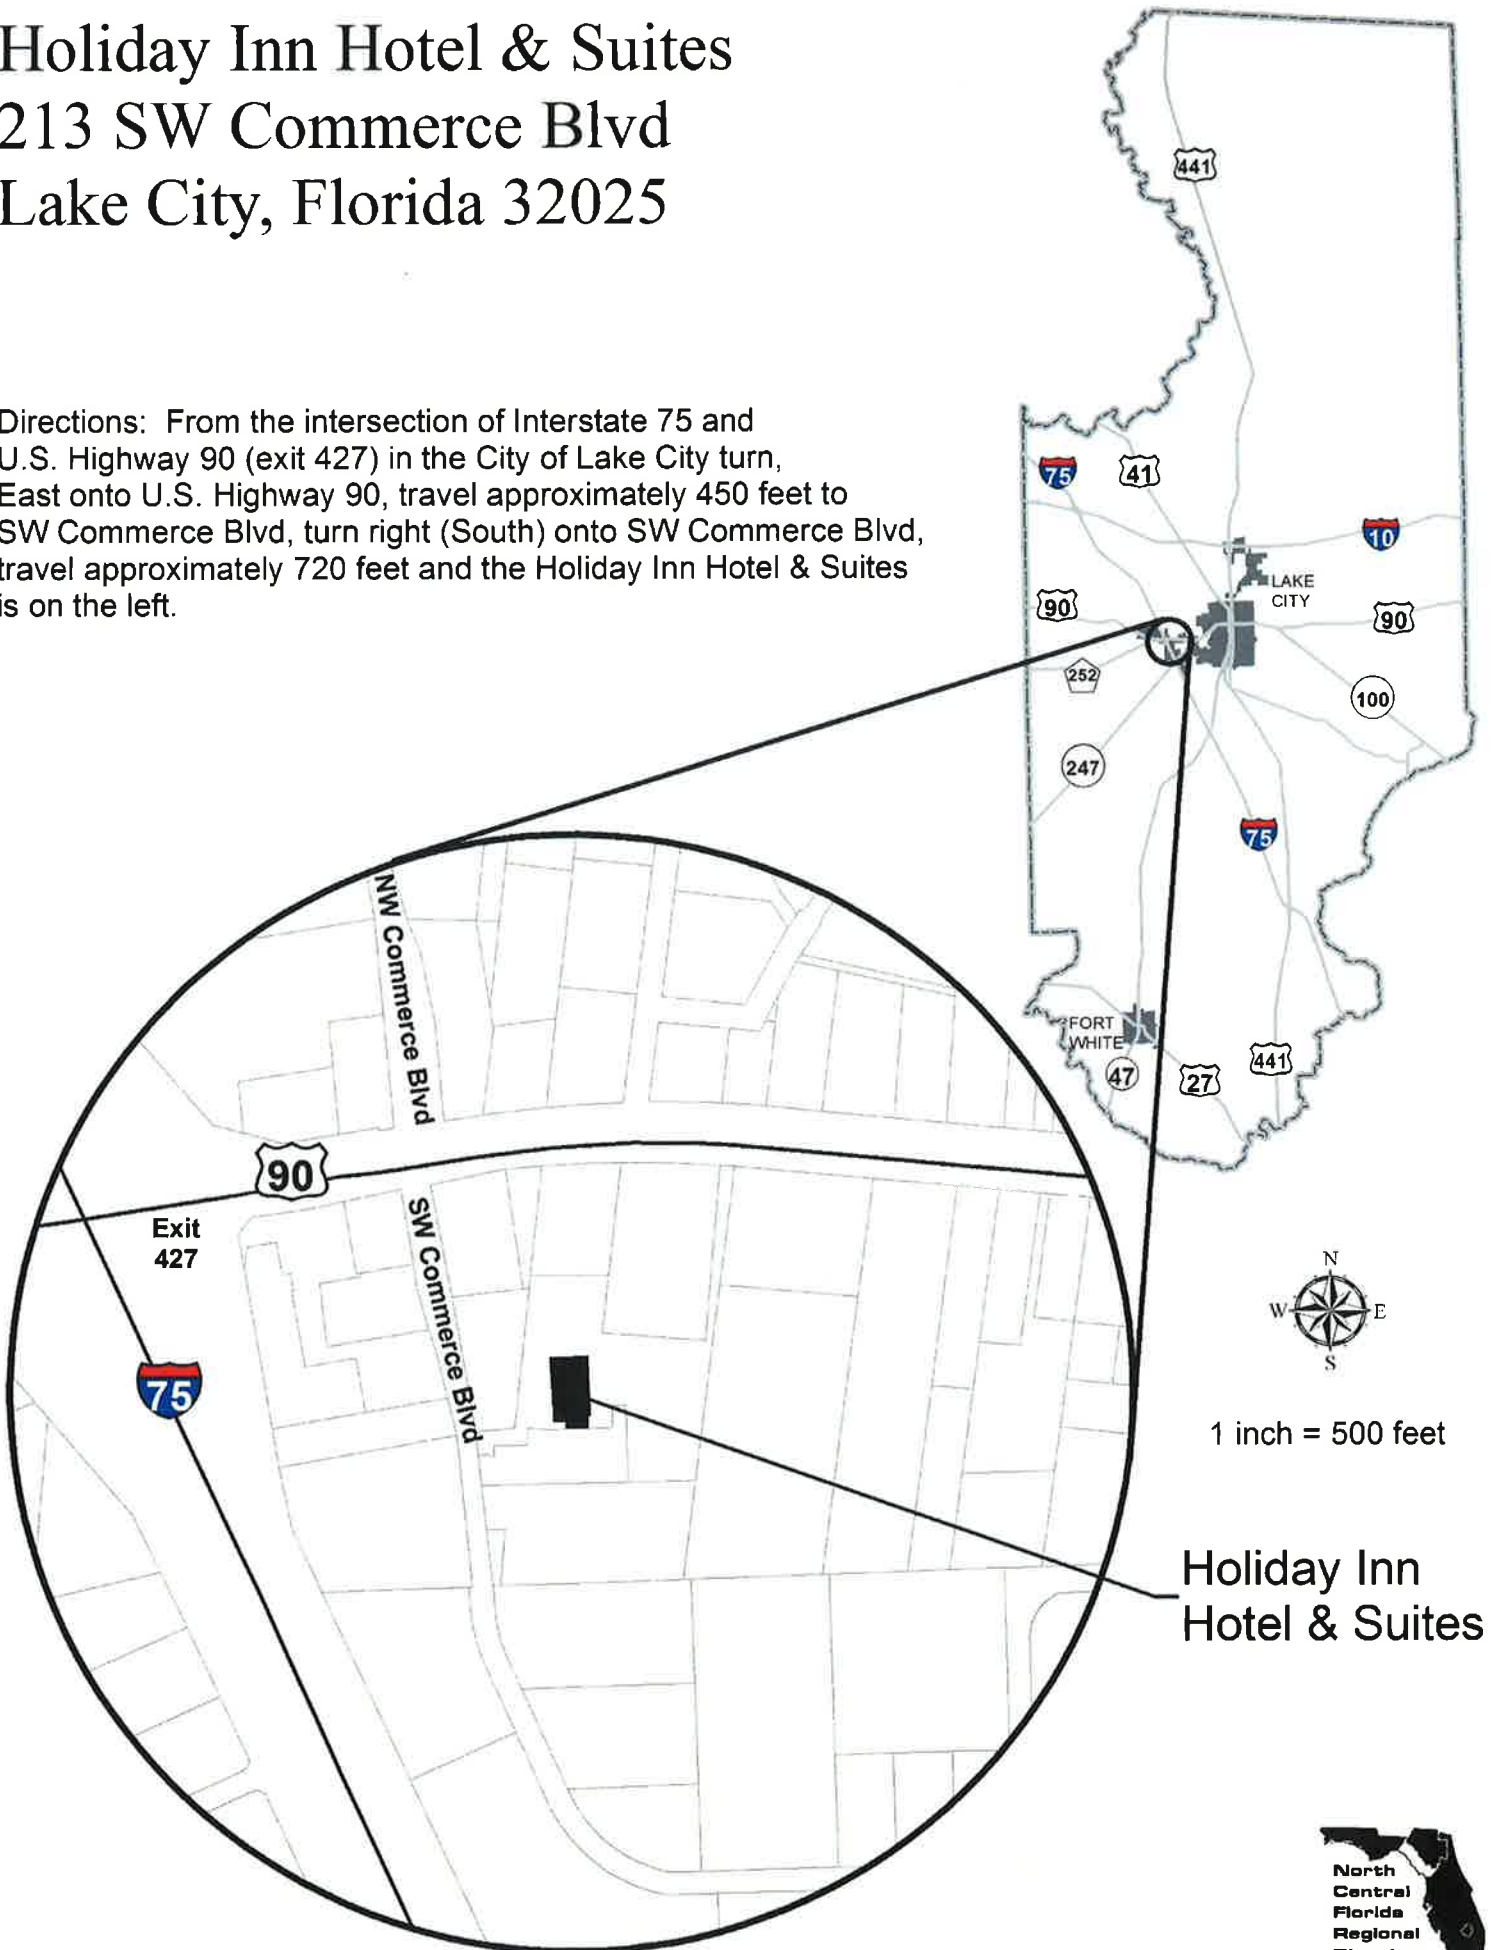 Holiday Inn Hotel & Suites
213 SW Commerce Blvd
Lake City, Florida 32025
Directions: From the intersection of Interstate 75 and
U.S. Highway 90 (exit 427) in the City of Lake City turn,
East onto U.S. Highway 90, travel approximately 450 feet to
SW Commerce Blvd, turn right (South) onto SW Commerce Blvd,
travel approximately 720 feet and the Holiday Inn Hotel & Suites
is on the left.
441
75
41
10
LAKE
CITY
90
90
252
100
247
75
FORT
WHITE
47
27
441
NW Commerce Blvd
90
Exit
427
SW Commerce Blvd
75
N
W
E
S
1 inch = 500 feet
Holiday Inn
Hotel & Suites
North
Central
Florida
Regional